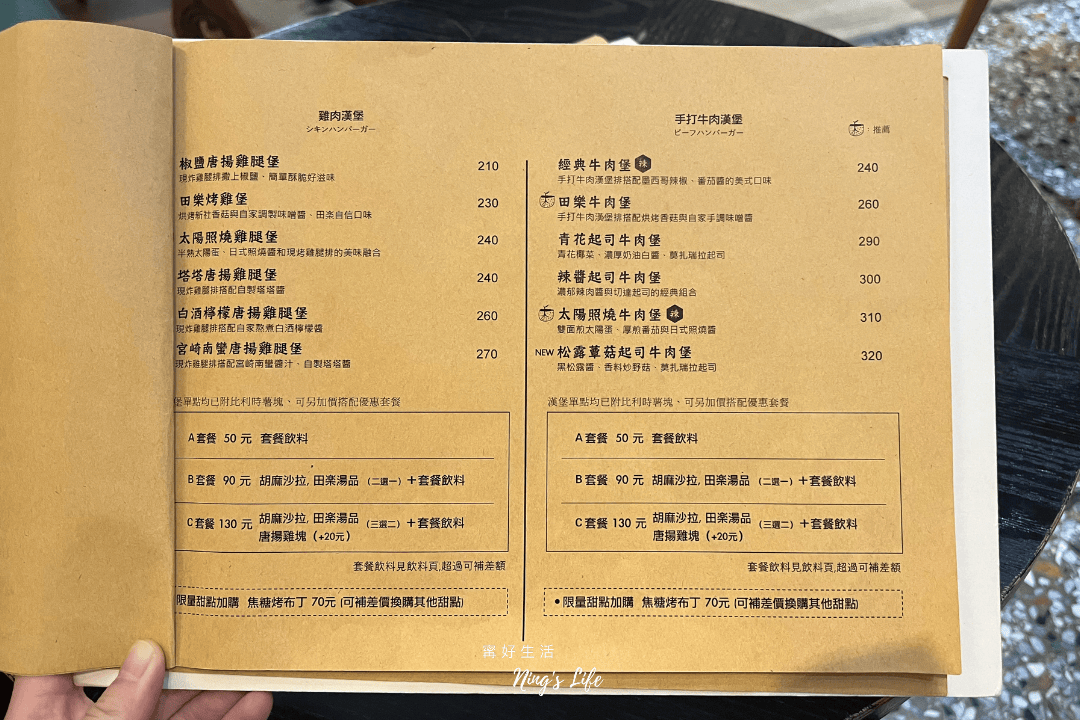 雞肉漢堡
シキンハンバーガー
椒鹽唐揚雞腿堡 210
現炸雞腿排撒上椒鹽、簡單酥脆好滋味
田樂烤雞堡 230
烘烤新社香菇與自家調製味噌醬、田楽自信口味
太陽照燒雞腿堡 240
半熟太陽蛋、日式照燒醬和現烤雞腿排的美味融合
塔塔唐揚雞腿堡 240
現炸雞腿排搭配自製塔塔醬
白酒檸檬唐揚雞腿堡 260
現炸雞腿排搭配自家熬煮白酒檸檬醬
宮崎南蠻唐揚雞腿堡 270
現炸雞腿排搭配宮崎南蠻醬汁、自製塔塔醬
堡單點均已附比利時薯塊、可另加價搭配優惠套餐
A套餐 50 元 套餐飲料
B套餐 90 元 胡麻沙拉, 田楽湯品 (二選一) ＋套餐飲料
C套餐 130 元 胡麻沙拉, 田楽湯品 (三選二) ＋套餐飲料
唐揚雞塊 (+20元)
套餐飲料見飲料頁,超過可補差額
限量甜點加購 焦糖烤布丁 70元 (可補差價換購其他甜點)
手打牛肉漢堡
ビーフハンバーガー
：推薦
經典牛肉堡 辣 240
手打牛肉漢堡排搭配墨西哥辣椒、番茄醬的美式口味
田樂牛肉堡 260
手打牛肉漢堡排搭配烘烤香菇與自家手調味噌醬
青花起司牛肉堡 290
青花椰菜、濃厚奶油白醬、莫扎瑞拉起司
辣醬起司牛肉堡 300
濃郁辣肉醬與切達起司的經典組合
太陽照燒牛肉堡 辣 310
雙面煎太陽蛋、厚煎番茄與日式照燒醬
NEW 松露蕈菇起司牛肉堡 320
黑松露醬、香料炒野菇、莫扎瑞拉起司
漢堡單點均已附比利時薯塊、可另加價搭配優惠套餐
A套餐 50 元 套餐飲料
B套餐 90 元 胡麻沙拉, 田楽湯品 (二選一) ＋套餐飲料
C套餐 130 元 胡麻沙拉, 田楽湯品 (三選二) ＋套餐飲料
唐揚雞塊 (+20元)
套餐飲料見飲料頁,超過可補差額
•限量甜點加購 焦糖烤布丁 70元 (可補差價換購其他甜點)
甯好生活
Ning's Life